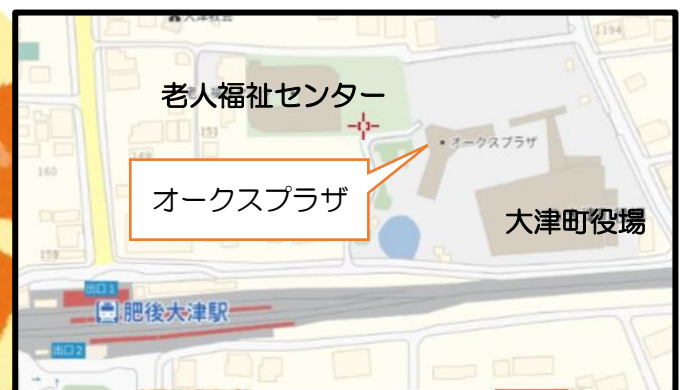 1194
老人福祉センター
153
149
・オークスプラザ
160
オークスプラザ
大津町役場
159
出口1
肥後大津駅
出口2